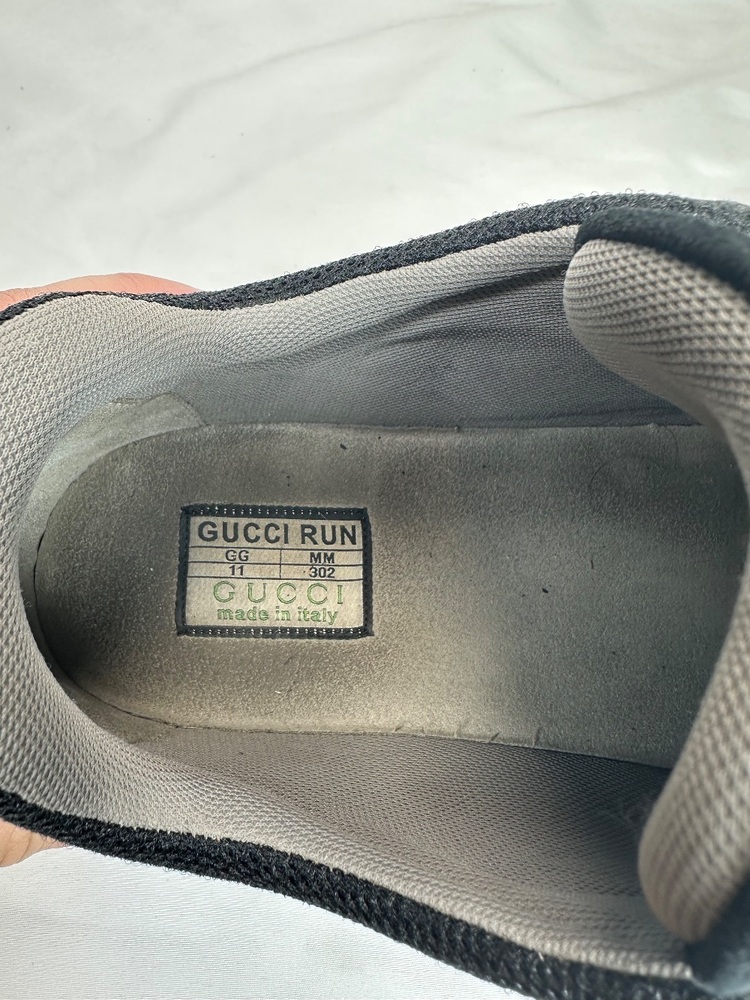 GUCCI RUN
GG MM
11 302
GUCCI
made in italy